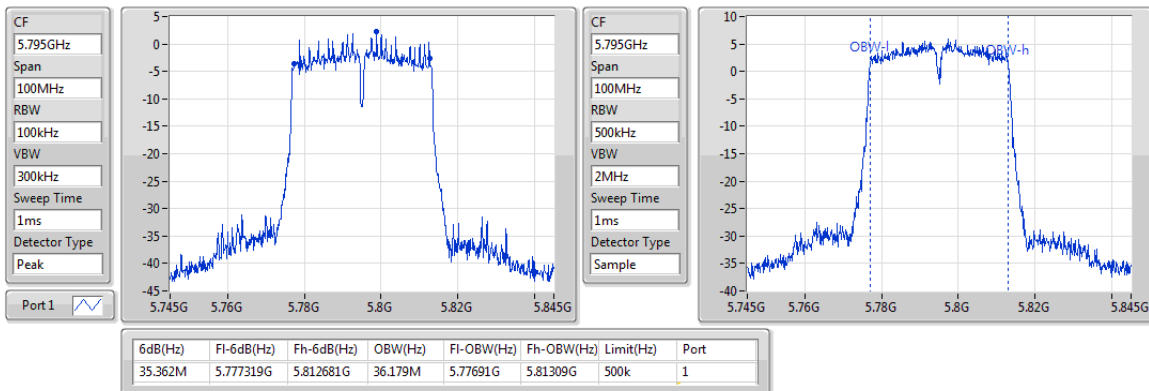 CF
5.795GHz
Span
100MHz
RBW
100kHz
VBW
300kHz
Sweep Time
1ms
Detector Type
Peak
Port 1
5
0
-5
-10
-15
-20
-25
-30
-35
-40
-45
5.745G 5.76G 5.78G 5.8G 5.82G 5.845G
CF
5.795GHz
Span
100MHz
RBW
500kHz
VBW
2MHz
Sweep Time
1ms
Detector Type
Sample
10
5
0
-5
-10
-15
-20
-25
-30
-35
-40
OBW-l OBW-h
5.745G 5.76G 5.78G 5.8G 5.82G 5.845G
6dB(Hz) Fl-6dB(Hz) Fh-6dB(Hz) OBW(Hz) Fl-OBW(Hz) Fh-OBW(Hz) Limit(Hz) Port
35.362M 5.777319G 5.812681G 36.179M 5.77691G 5.81309G 500k 1